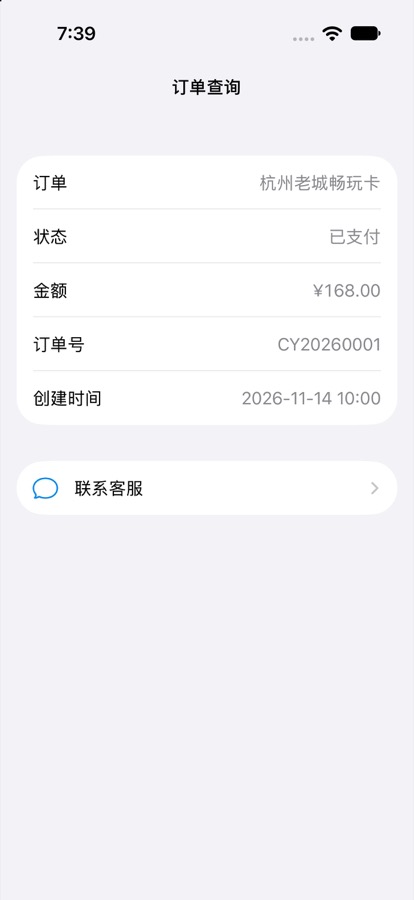 7:39
订单查询
订单 杭州老城畅玩卡
状态 已支付
金额 ¥168.00
订单号 CY20260001
创建时间 2026-11-14 10:00
联系客服